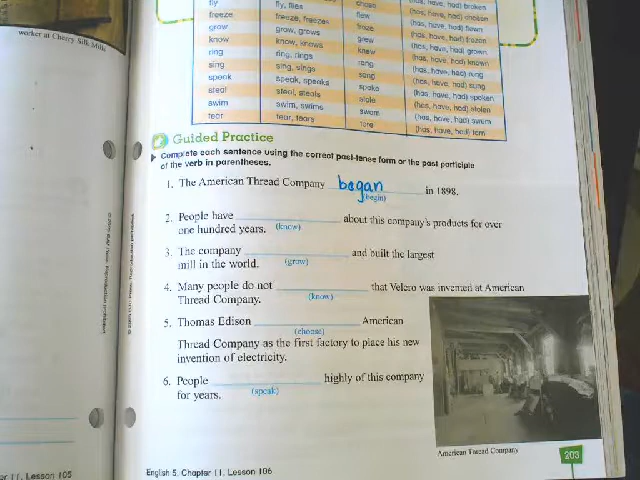 worker at Cherry Sill, Mills
fly fly, flies flew (has, have, had) flown
freeze freeze, freezes froze (has, have, had) frozen
grow grow, grows grew (has, have, had) grown
know know, knows knew (has, have, had) known
ring ring, rings rang (has, have, had) rung
sing sing, sings sang (has, have, had) sung
speak speak, speaks spoke (has, have, had) spoken
steal steal, steals stole (has, have, had) stolen
swim swim, swims swam (has, have, had) swum
tear tear, tears tore (has, have, had) torn
Guided Practice
Complete each sentence using the correct past-tense form or the past participle
of the verb in parentheses.
1. The American Thread Company began in 1898.
(begin)
2. People have about this company's products for over
one hundred years. (know)
3. The company and built the largest
mill in the world. (grow)
4. Many people do not that Velcro was invented at American
Thread Company. (know)
5. Thomas Edison American
(choose)
Thread Company as the first factory to place his new
invention of electricity.
6. People highly of this company
for years. (speak)
American Thread Company
203
English 5, Chapter 11, Lesson 106
er 11, Lesson 105